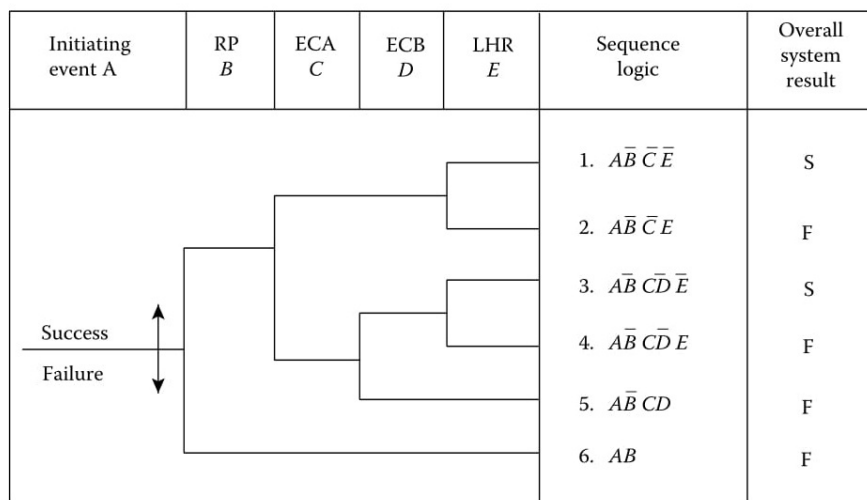 Initiating
event A
RP
B
ECA
C
ECB
D
LHR
E
Sequence
logic
Overall
system
result
1. AB̅ C̅ E̅
S
2. AB̅ C̅ E
F
3. AB̅ CD̅ E̅
S
Success
4. AB̅ CD̅ E
F
Failure
5. AB̅ CD
F
6. AB
F